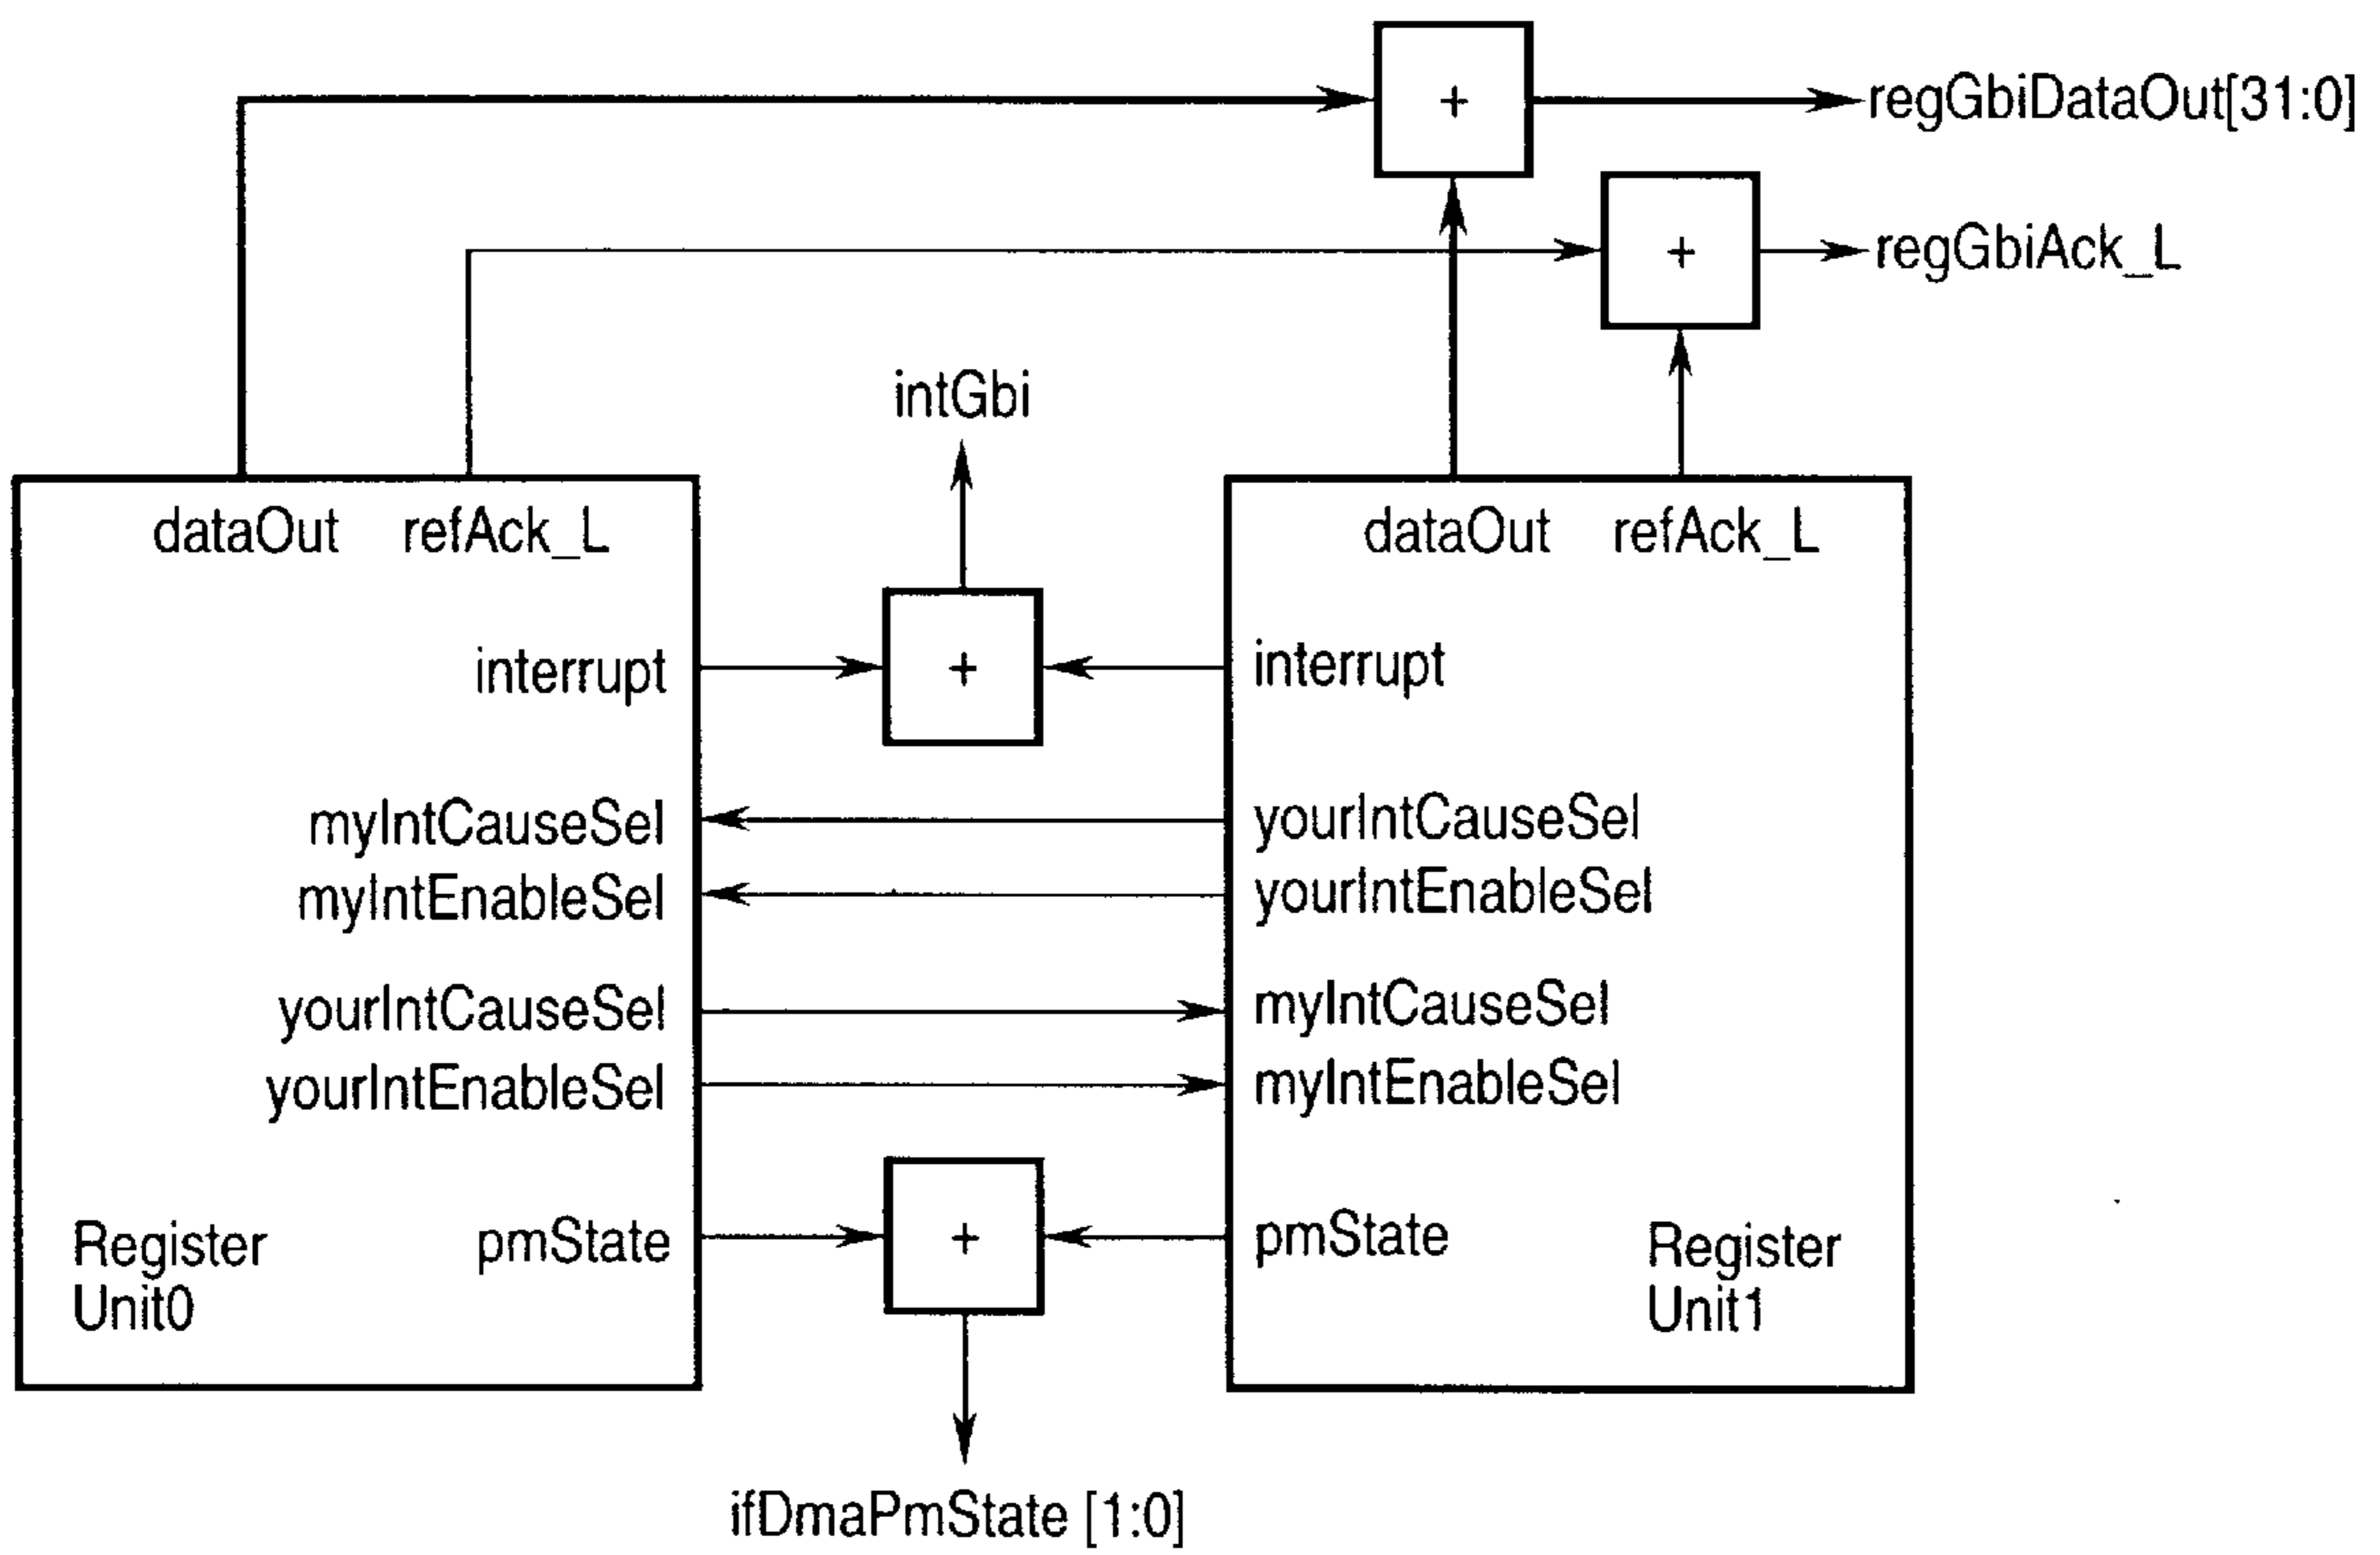 +
regGbiDataOut[31:0]
+
regGbiAck_L
intGbi
dataOut refAck_L
dataOut refAck_L
interrupt
+
interrupt
myIntCauseSel
yourIntCauseSel
myIntEnableSel
yourIntEnableSel
yourIntCauseSel
myIntCauseSel
yourIntEnableSel
myIntEnableSel
Register
Unit0
pmState
+
pmState
Register
Unit1
ifDmaPmState [1:0]